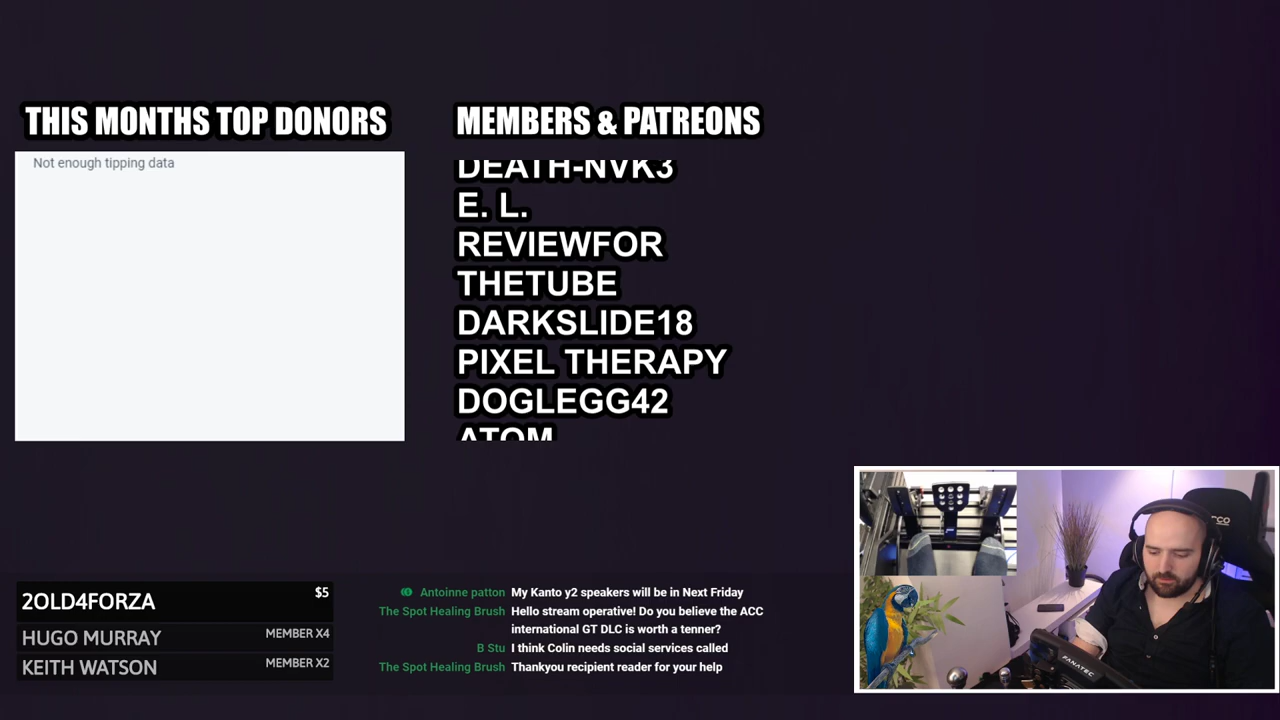 THIS MONTHS TOP DONORS
Not enough tipping data
MEMBERS & PATREONS
DEATH-NVK3
E. L.
REVIEWFOR
THETUBE
DARKSLIDE18
PIXEL THERAPY
DOGLEGG42
ATOM
2OLD4FORZA $5
HUGO MURRAY MEMBER X4
KEITH WATSON MEMBER X2
Antoinne patton My Kanto y2 speakers will be in Next Friday
The Spot Healing Brush Hello stream operative! Do you believe the ACC
international GT DLC is worth a tenner?
B Stu I think Colin needs social services called
The Spot Healing Brush Thankyou recipient reader for your help
FANATEC